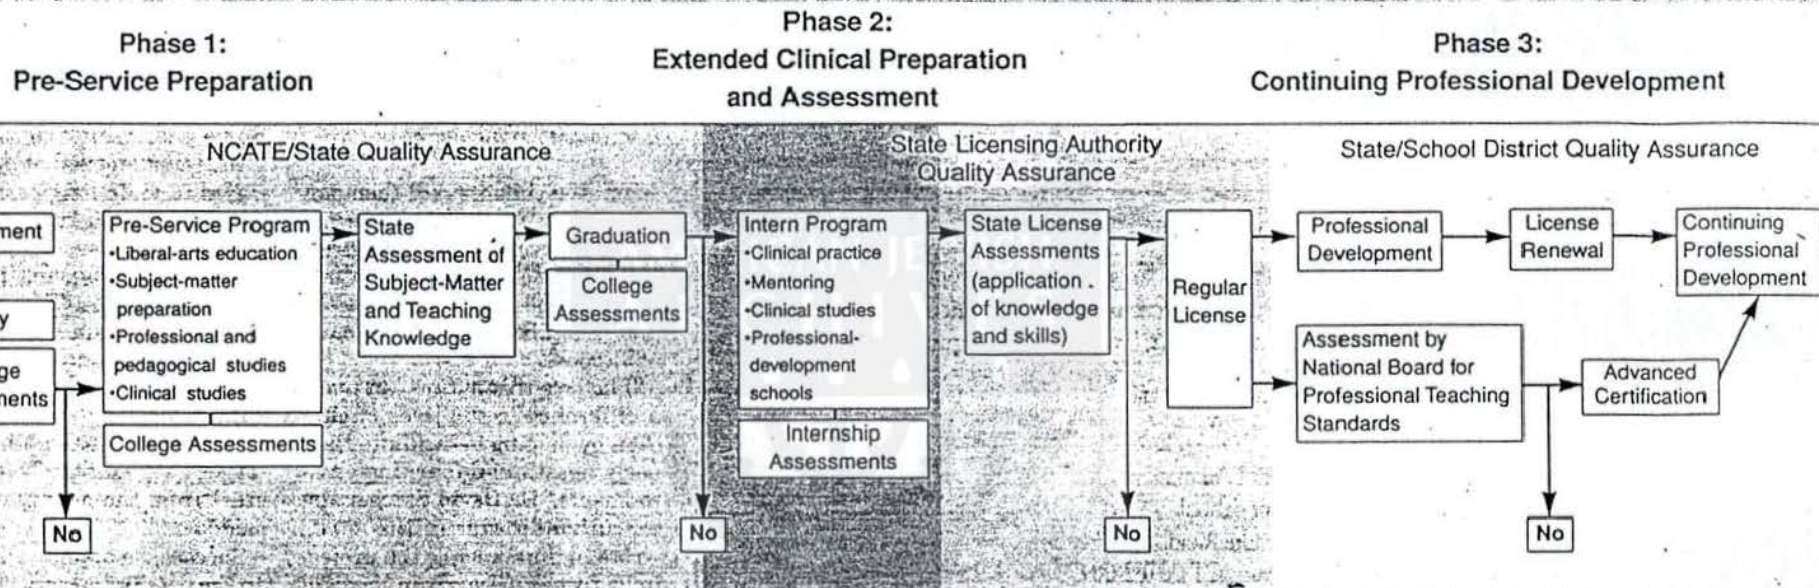 Phase 1:
Pre-Service Preparation
Phase 2:
Extended Clinical Preparation
and Assessment
Phase 3:
Continuing Professional Development
NCATE/State Quality Assurance
State Licensing Authority
Quality Assurance
State/School District Quality Assurance
ment
y
ge
ments
No
Pre-Service Program
•Liberal-arts education
•Subject-matter
preparation
•Professional and
pedagogical studies
•Clinical studies
College Assessments
State
Assessment of
Subject-Matter
and Teaching
Knowledge
Graduation
College
Assessments
No
Intern Program
•Clinical practice
•Mentoring
•Clinical studies
•Professional-
development
schools
Internship
Assessments
State License
Assessments
(application
of knowledge
and skills)
No
Regular
License
Professional
Development
License
Renewal
Continuing
Professional
Development
Assessment by
National Board for
Professional Teaching
Standards
No
Advanced
Certification